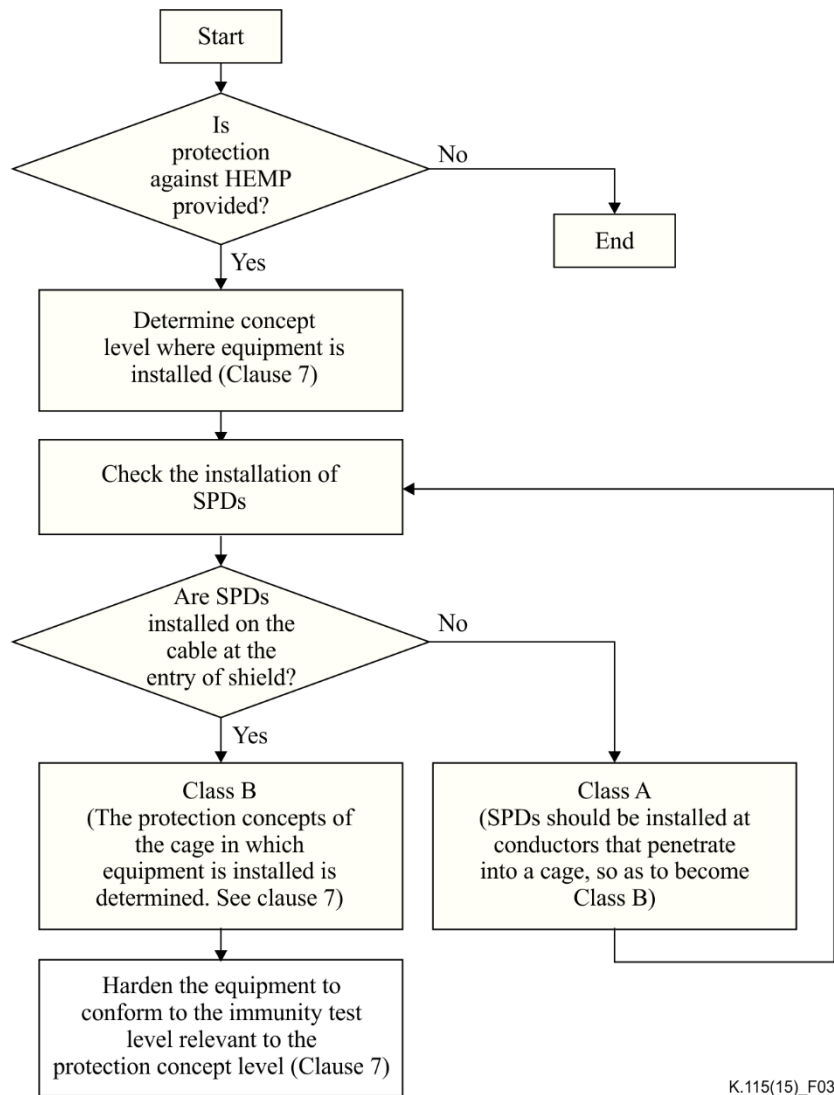 Start
Is
protection
against HEMP
provided?
No
End
Yes
Determine concept
level where equipment is
installed (Clause 7)
Check the installation of
SPDs
Are SPDs
installed on the
cable at the
entry of shield?
No
Yes
Class B
(The protection concepts of
the cage in which
equipment is installed is
determined. See clause 7)
Class A
(SPDs should be installed at
conductors that penetrate
into a cage, so as to become
Class B)
Harden the equipment to
conform to the immunity test
level relevant to the
protection concept level (Clause 7)
K.115(15)_F03